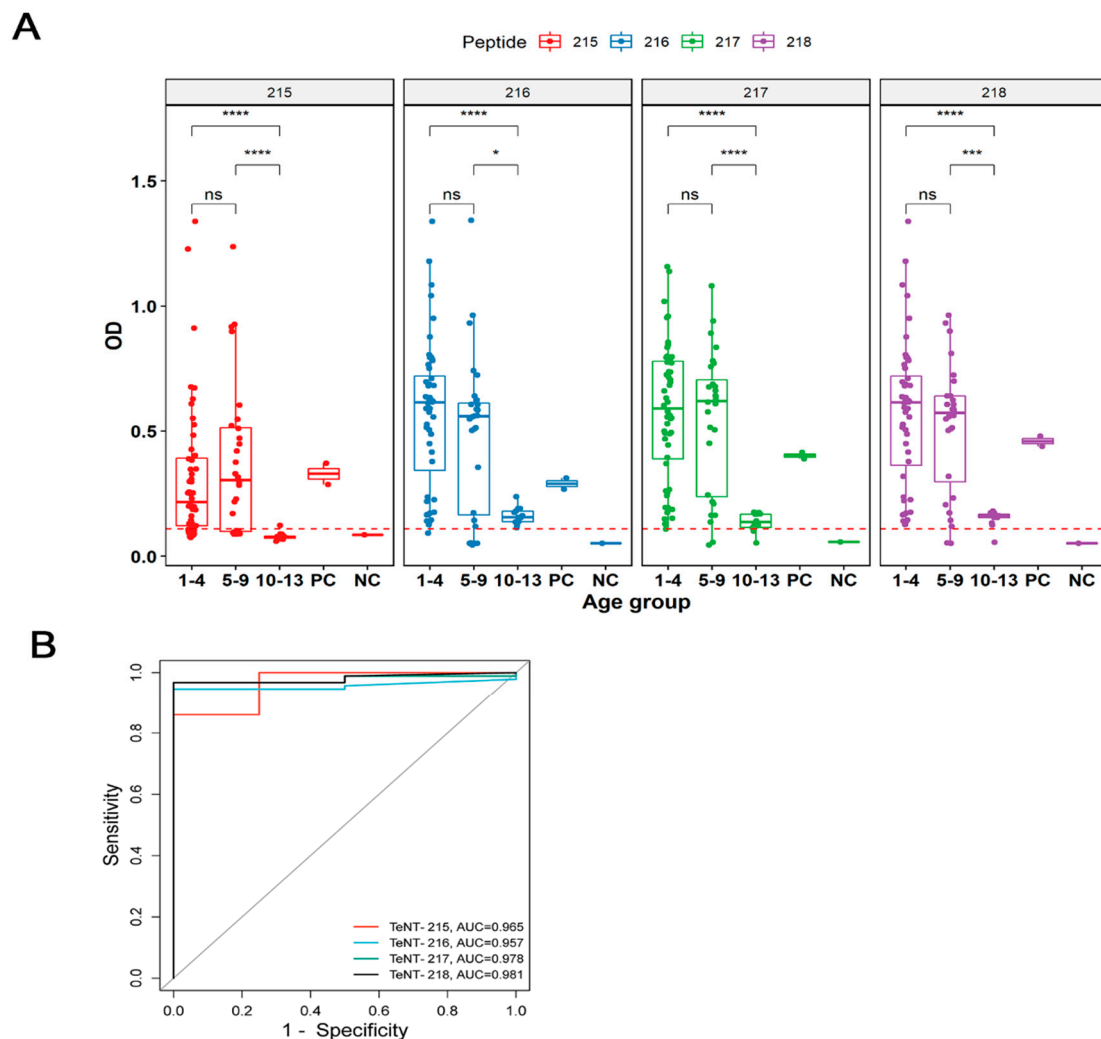 A
Peptide 215 216 217 218
215 216 217 218
**** **** **** ****
**** * **** ***
ns ns ns ns
1.5
1.0
0.5
0.0
OD
1-4 5-9 10-13 PC NC 1-4 5-9 10-13 PC NC 1-4 5-9 10-13 PC NC 1-4 5-9 10-13 PC NC
Age group
B
1.0
0.8
0.6
0.4
0.2
0.0
Sensitivity
TeNT- 215, AUC=0.965
TeNT- 216, AUC=0.957
TeNT- 217, AUC=0.978
TeNT- 218, AUC=0.981
0.0 0.2 0.4 0.6 0.8 1.0
1 - Specificity